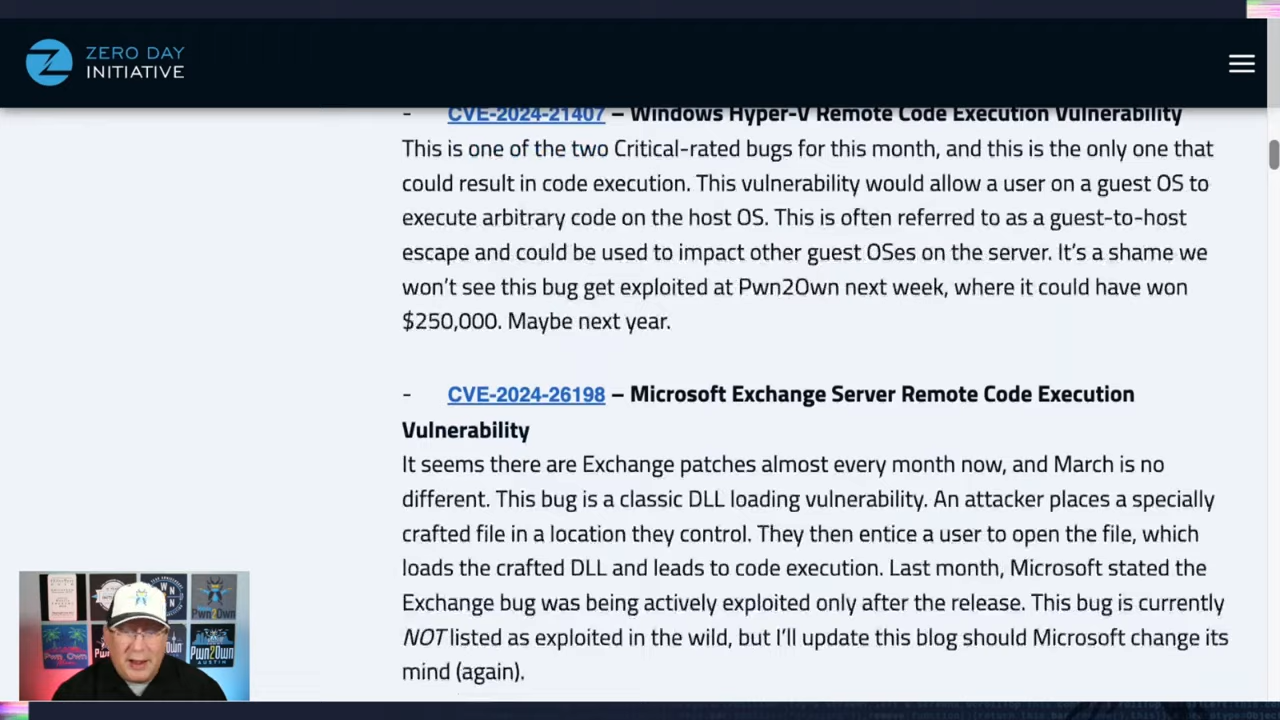 ZERO DAY
INITIATIVE
- CVE-2024-21407 – Windows Hyper-V Remote Code Execution Vulnerability
This is one of the two Critical-rated bugs for this month, and this is the only one that
could result in code execution. This vulnerability would allow a user on a guest OS to
execute arbitrary code on the host OS. This is often referred to as a guest-to-host
escape and could be used to impact other guest OSes on the server. It’s a shame we
won’t see this bug get exploited at Pwn2Own next week, where it could have won
$250,000. Maybe next year.
- CVE-2024-26198 – Microsoft Exchange Server Remote Code Execution
Vulnerability
It seems there are Exchange patches almost every month now, and March is no
different. This bug is a classic DLL loading vulnerability. An attacker places a specially
crafted file in a location they control. They then entice a user to open the file, which
loads the crafted DLL and leads to code execution. Last month, Microsoft stated the
Exchange bug was being actively exploited only after the release. This bug is currently
NOT listed as exploited in the wild, but I’ll update this blog should Microsoft change its
mind (again).
Pwn2Own
Pwn2Own
AUSTIN